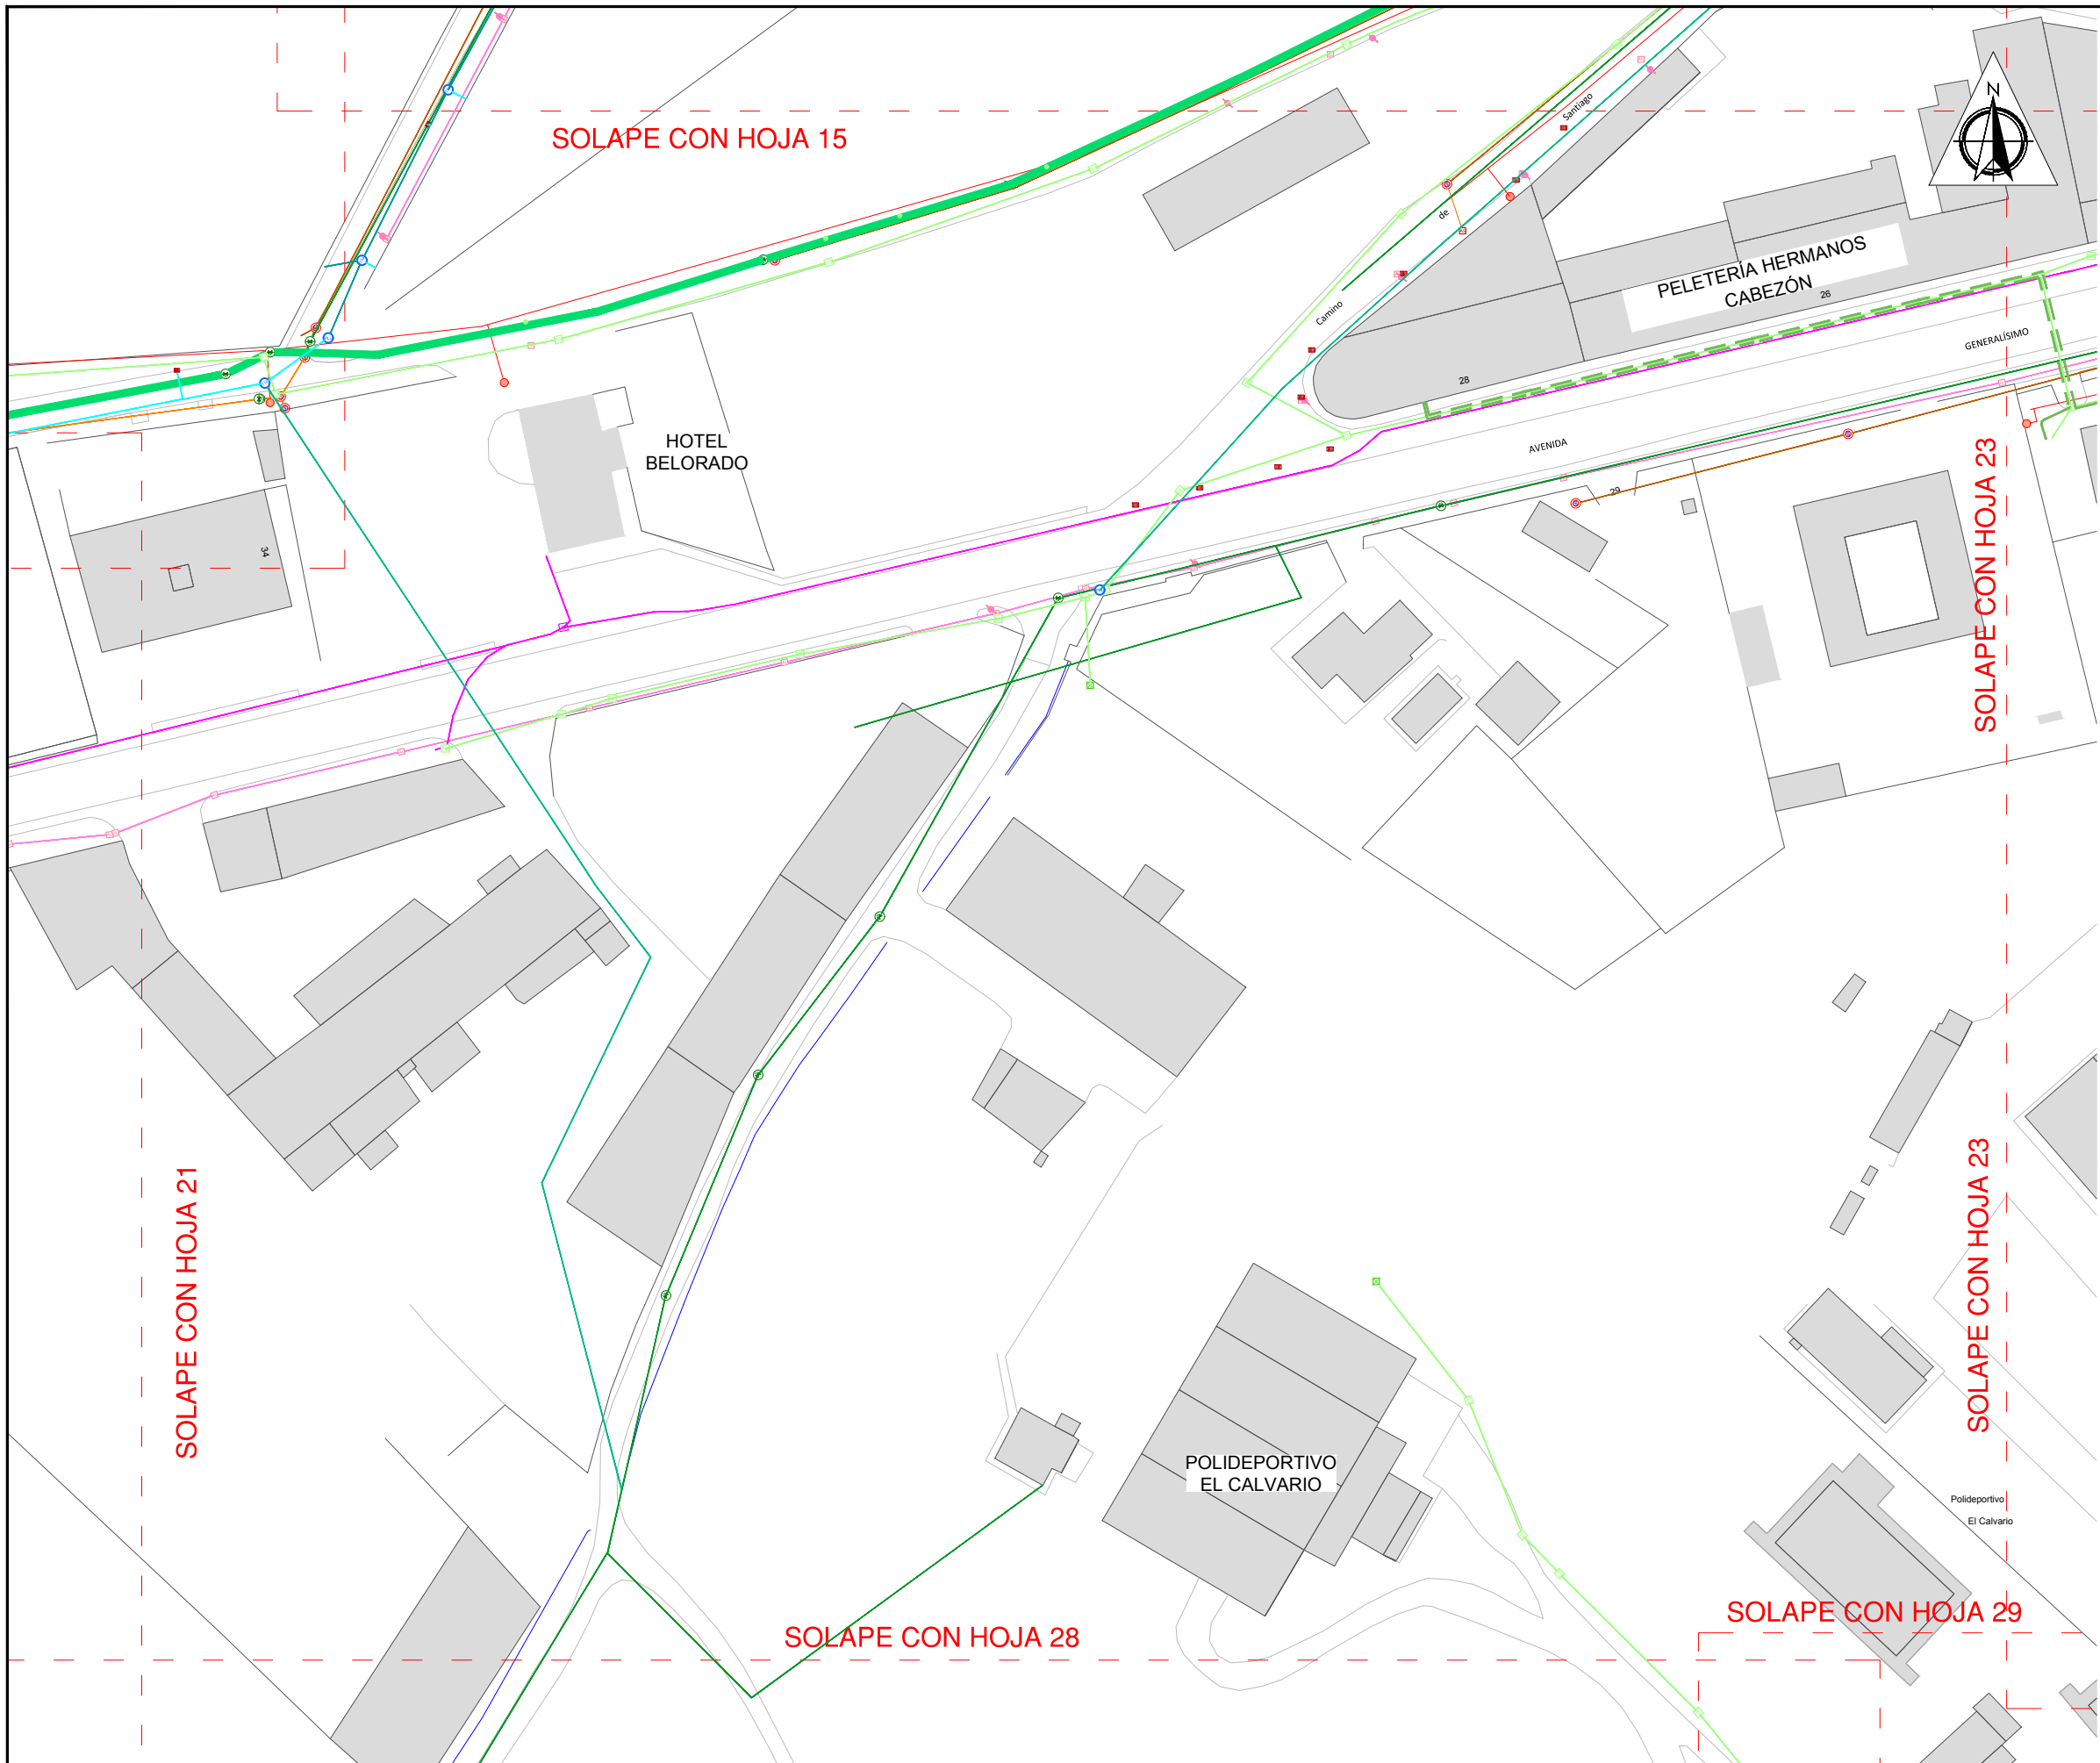 N
SOLAPE CON HOJA 15
Santiago
de
Camino
PELETERÍA HERMANOS
CABEZÓN
26
GENERALÍSIMO
28
AVENIDA
HOTEL
BELORADO
29
34
SOLAPE CON HOJA 23
SOLAPE CON HOJA 21
SOLAPE CON HOJA 23
POLIDEPORTIVO
EL CALVARIO
Polideportivo
El Calvario
SOLAPE CON HOJA 29
SOLAPE CON HOJA 28